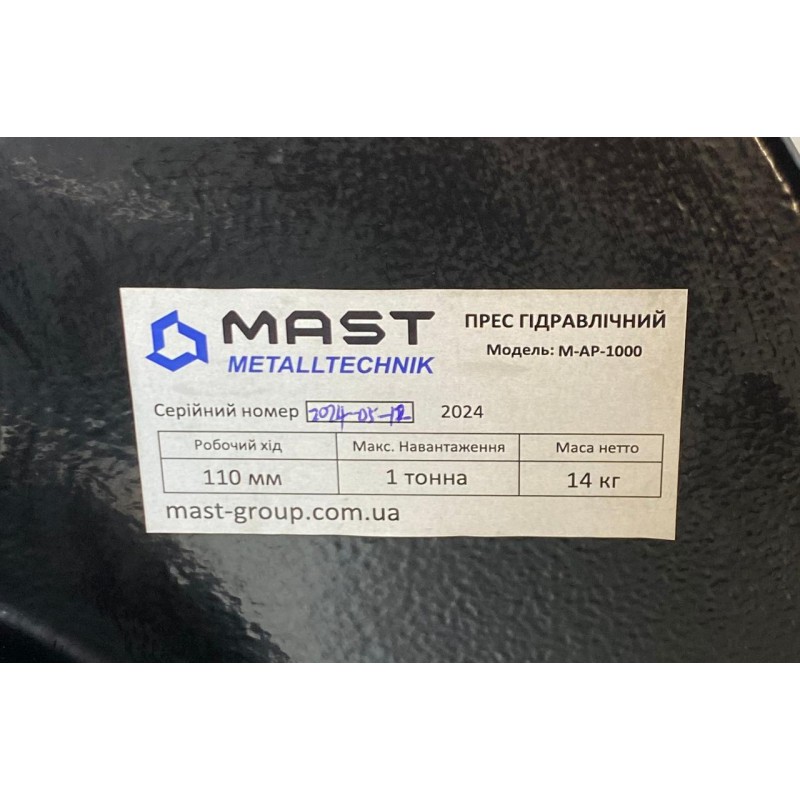 MAST
METALLTECHNIK
ПРЕС ГІДРАВЛІЧНИЙ
Модель: M-AP-1000
Серійний номер 2024-05-12 2024
Робочий хід Макс. Навантаження Маса нетто
110 мм 1 тонна 14 кг
mast-group.com.ua